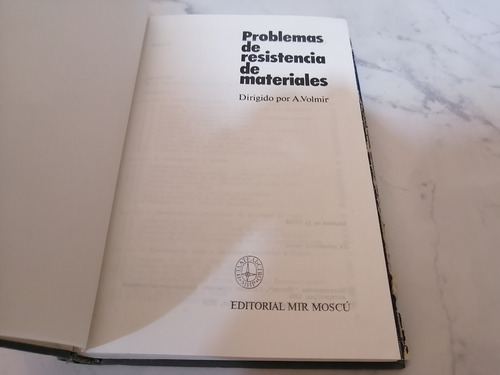 Problemas
de
resistencia
de
materiales
Dirigido por A.Volmir
EDITORIAL MIR MOSCÚ